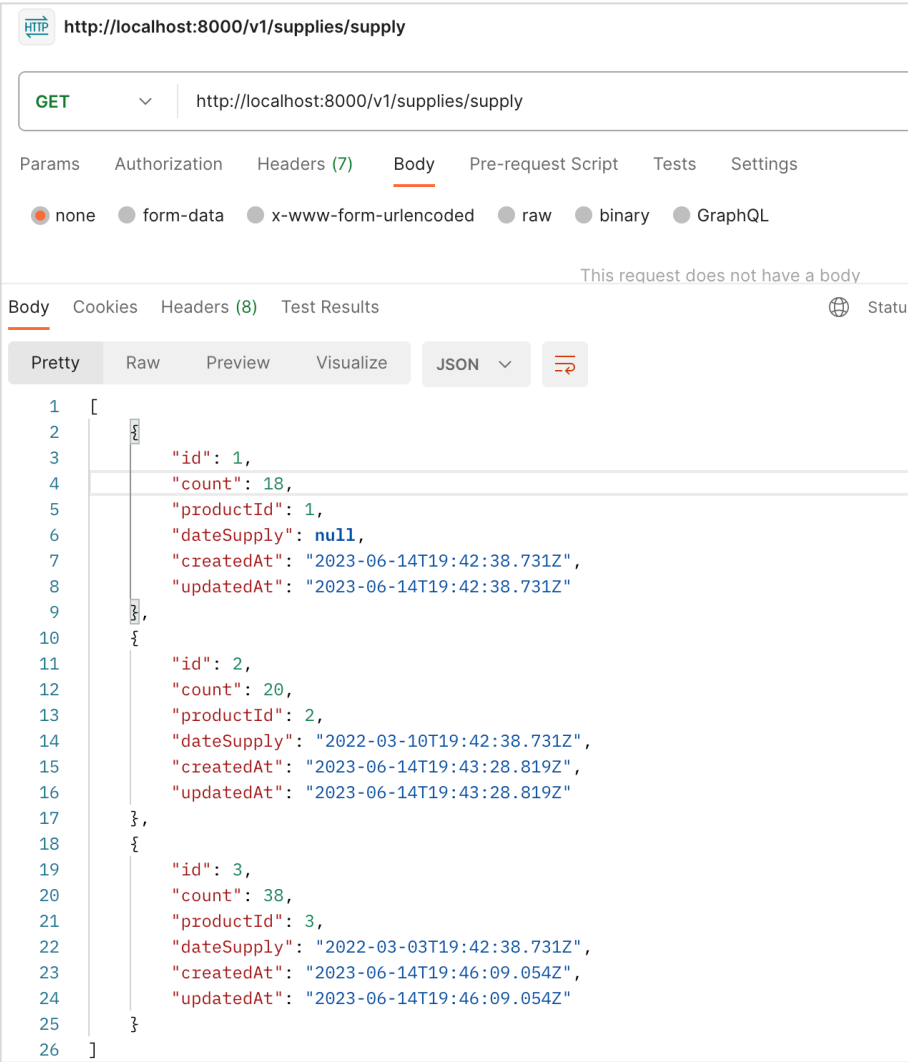 HTTP http://localhost:8000/v1/supplies/supply
GET http://localhost:8000/v1/supplies/supply
Params Authorization Headers (7) Body Pre-request Script Tests Settings
none form-data x-www-form-urlencoded raw binary GraphQL
This request does not have a body
Body Cookies Headers (8) Test Results Statu
Pretty Raw Preview Visualize JSON
1 [
2 {
3 "id": 1,
4 "count": 18,
5 "productId": 1,
6 "dateSupply": null,
7 "createdAt": "2023-06-14T19:42:38.731Z",
8 "updatedAt": "2023-06-14T19:42:38.731Z"
9 },
10 {
11 "id": 2,
12 "count": 20,
13 "productId": 2,
14 "dateSupply": "2022-03-10T19:42:38.731Z",
15 "createdAt": "2023-06-14T19:43:28.819Z",
16 "updatedAt": "2023-06-14T19:43:28.819Z"
17 },
18 {
19 "id": 3,
20 "count": 38,
21 "productId": 3,
22 "dateSupply": "2022-03-03T19:42:38.731Z",
23 "createdAt": "2023-06-14T19:46:09.054Z",
24 "updatedAt": "2023-06-14T19:46:09.054Z"
25 }
26 ]